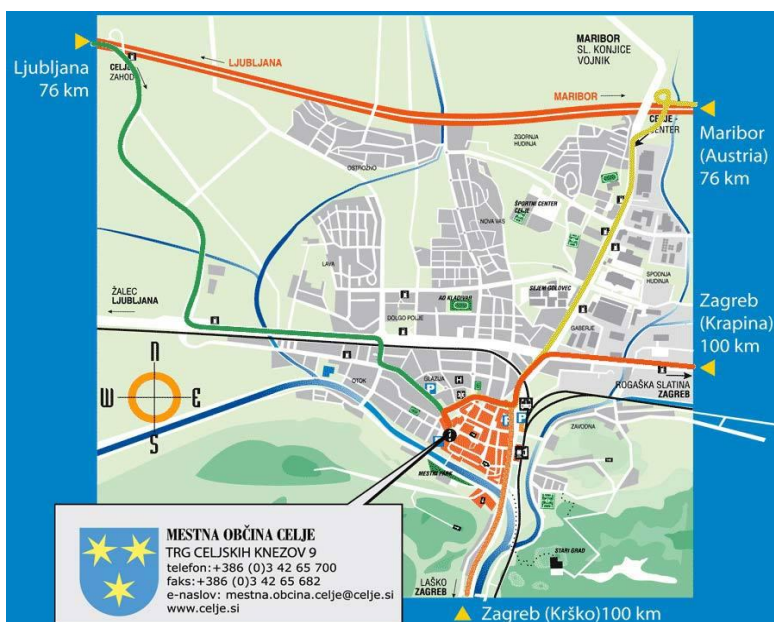 Ljubljana
76 km
CELJE
ZAHOD
LJUBLJANA
MARIBOR
SL. KONJICE
VOJNIK
MARIBOR
CELJE -
CENTER
Maribor
(Austria)
76 km
ZGORNJA
HUDINJA
OSTROŽNO
ŠPORTNI CENTER
CELJE
NOVA VAS
LAVA
SEJEM GOLOVEC
SPODNJA
HUDINJA
ŽALEC
LJUBLJANA
AD KLADIVAR
DOLGO POLJE
GABERJE
Zagreb
(Krapina)
100 km
N
W
E
S
OTOK
GLAZIJA
P
H
ROGAŠKA SLATINA
ZAGREB
P
P
i
ZAVODNA
MESTNI PARK
STARI GRAD
MESTNA OBČINA CELJE
TRG CELJSKIH KNEZOV 9
telefon:+386 (0)3 42 65 700
faks:+386 (0)3 42 65 682
e-naslov: mestna.obcina.celje@celje.si
www.celje.si
LAŠKO
ZAGREB
Zagreb (Krško)100 km